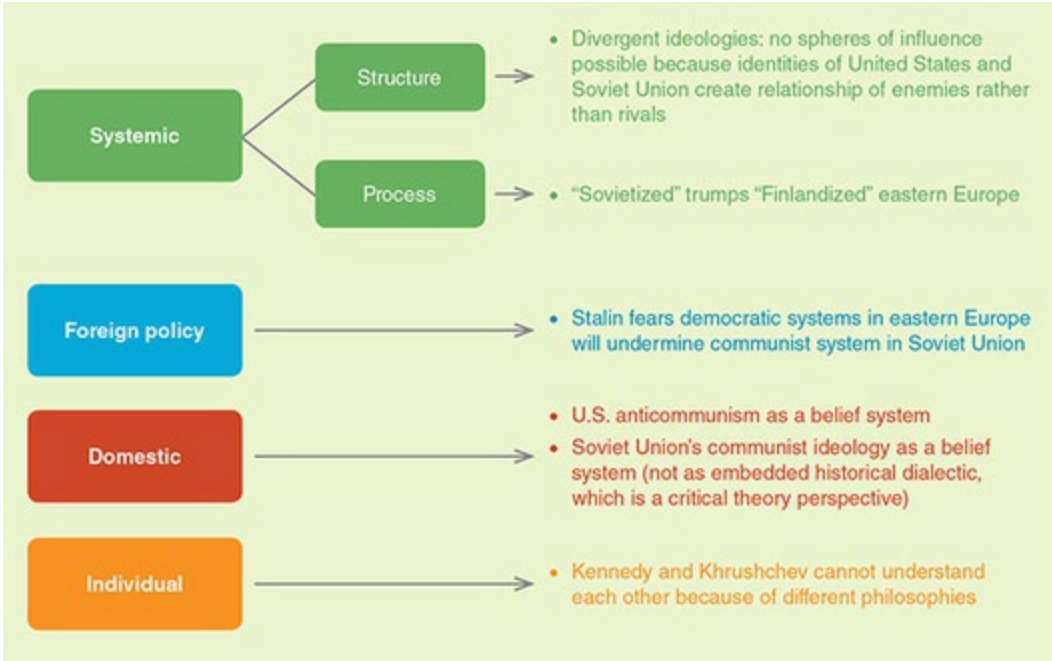 Systemic
Structure
• Divergent ideologies: no spheres of influence
possible because identities of United States and
Soviet Union create relationship of enemies rather
than rivals
Process
• “Sovietized” trumps “Finlandized” eastern Europe
Foreign policy
• Stalin fears democratic systems in eastern Europe
will undermine communist system in Soviet Union
Domestic
• U.S. anticommunism as a belief system
• Soviet Union's communist ideology as a belief
system (not as embedded historical dialectic,
which is a critical theory perspective)
Individual
• Kennedy and Khrushchev cannot understand
each other because of different philosophies